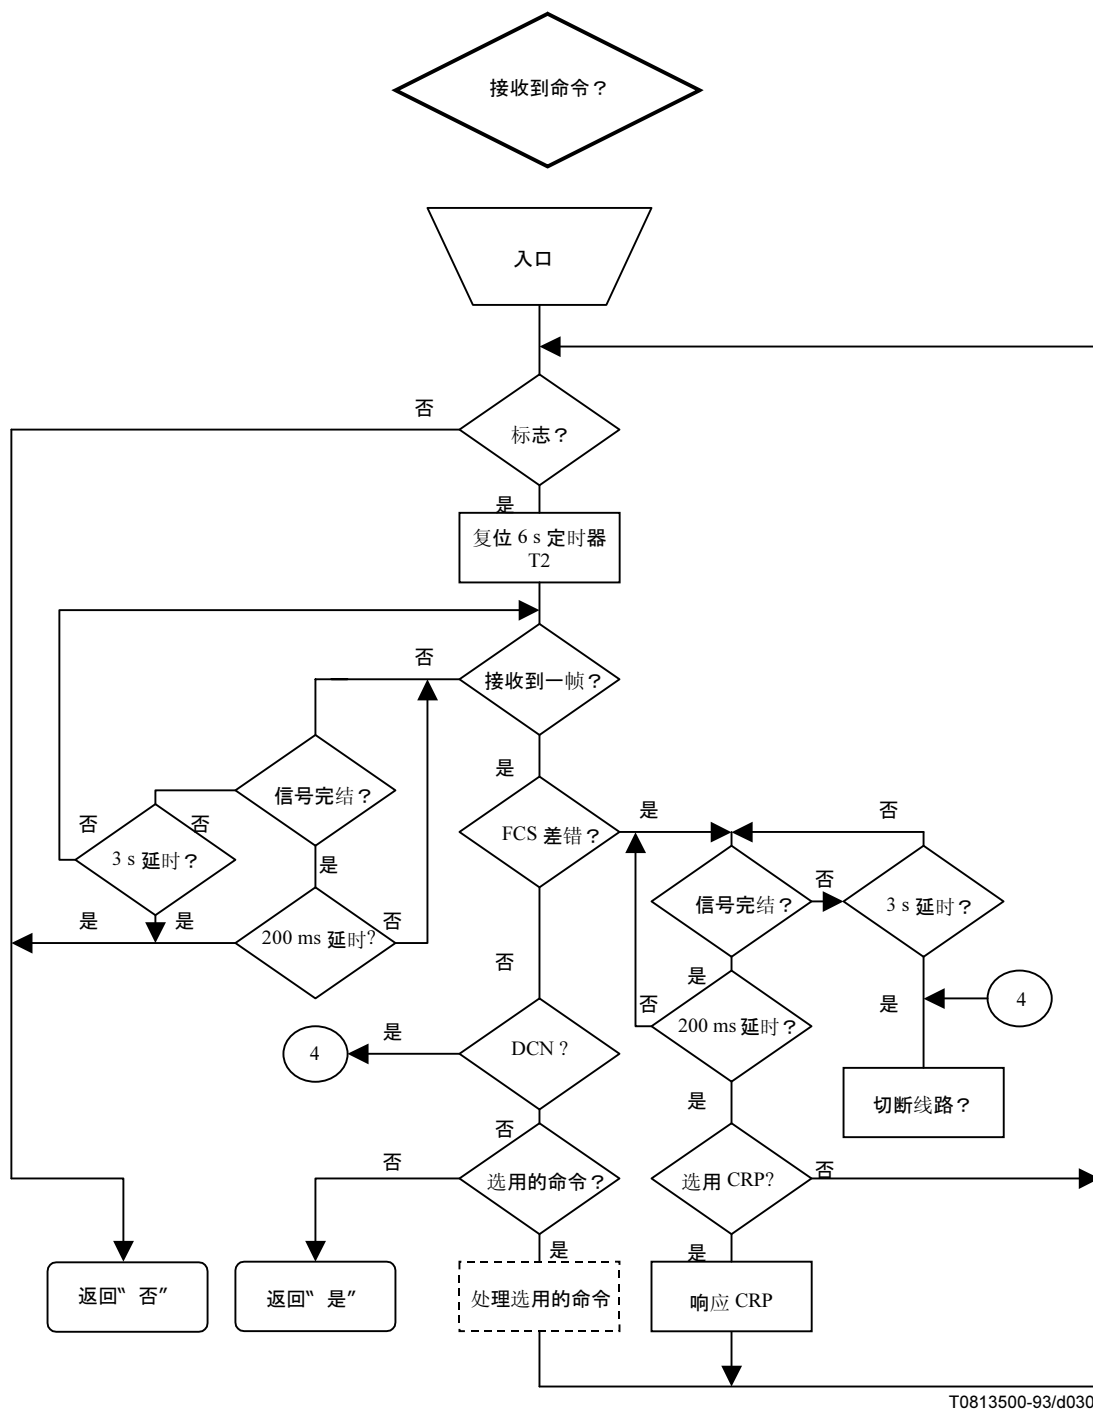 接收到命令？
入口
否
标志？
是
复位 6 s 定时器
T2
否
接收到一帧？
是
信号完结？
否
否
3 s 延时？
是
是
是
200 ms 延时？
否
FCS 差错？
是
否
信号完结？
否
3 s 延时？
否
是
否
200 ms 延时？
是
4
4
是
DCN？
是
切断线路？
否
否
选用的命令？
选用 CRP？
否
是
是
返回“ 否”
返回“ 是”
处理选用的命令
响应 CRP
T0813500-93/d030